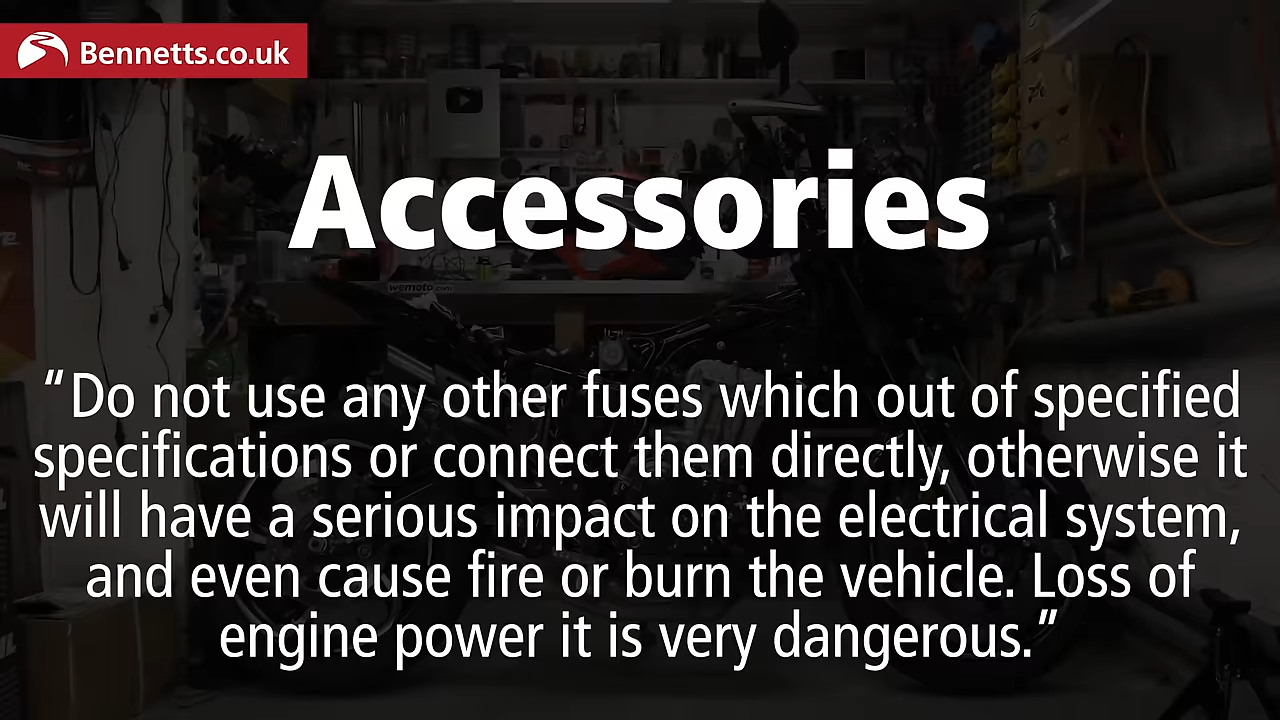 Bennetts.co.uk
Accessories
wemoto.com
“Do not use any other fuses which out of specified
specifications or connect them directly, otherwise it
will have a serious impact on the electrical system,
and even cause fire or burn the vehicle. Loss of
engine power it is very dangerous.”